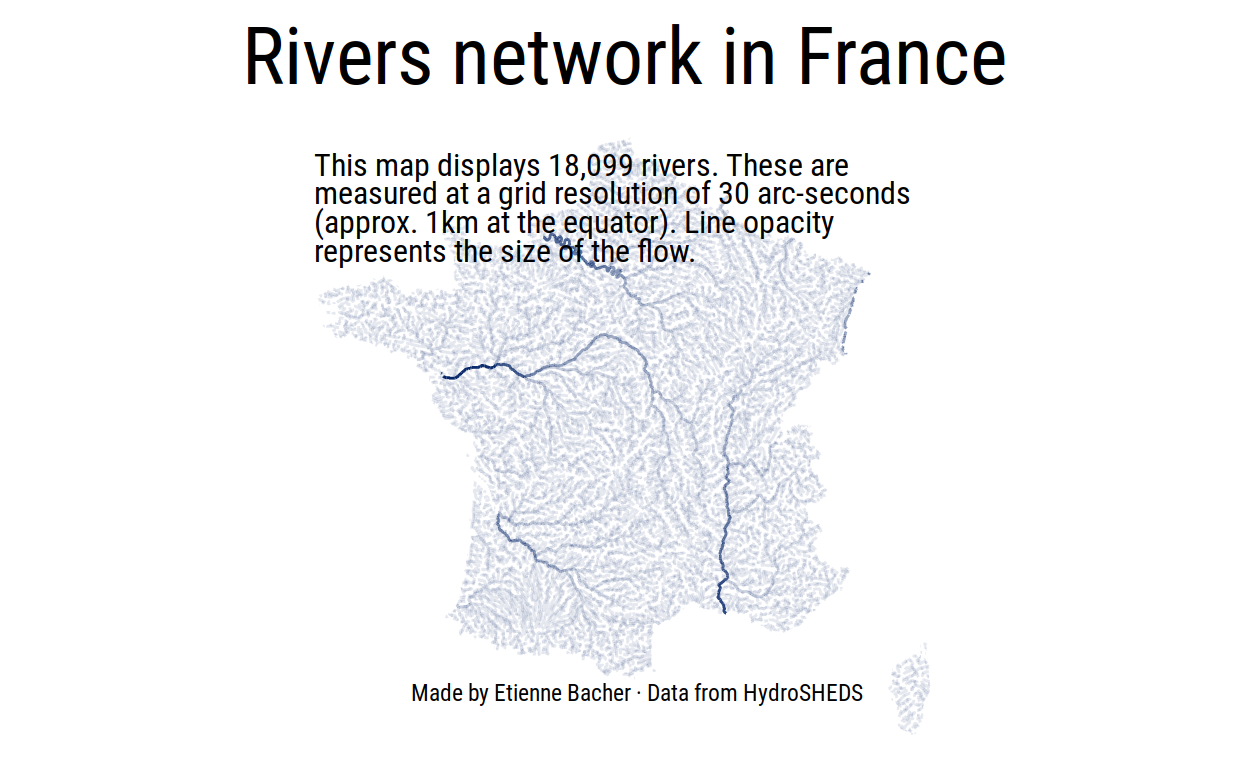 Rivers network in France
This map displays 18,099 rivers. These are
measured at a grid resolution of 30 arc-seconds
(approx. 1km at the equator). Line opacity
represents the size of the flow.
Made by Etienne Bacher · Data from HydroSHEDS